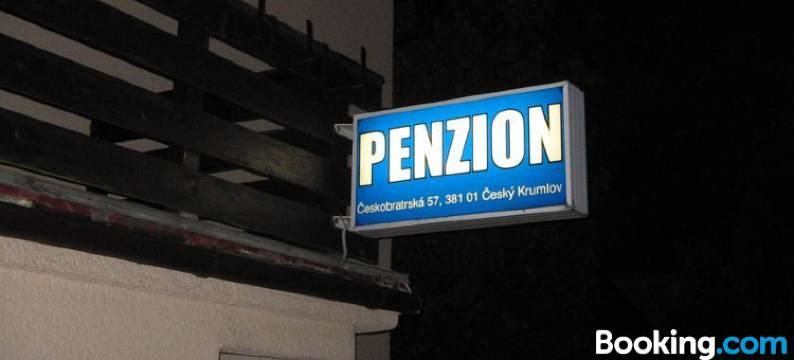 PENZION
Českobratrská 57, 381 01 Český Krumlov
Booking.com